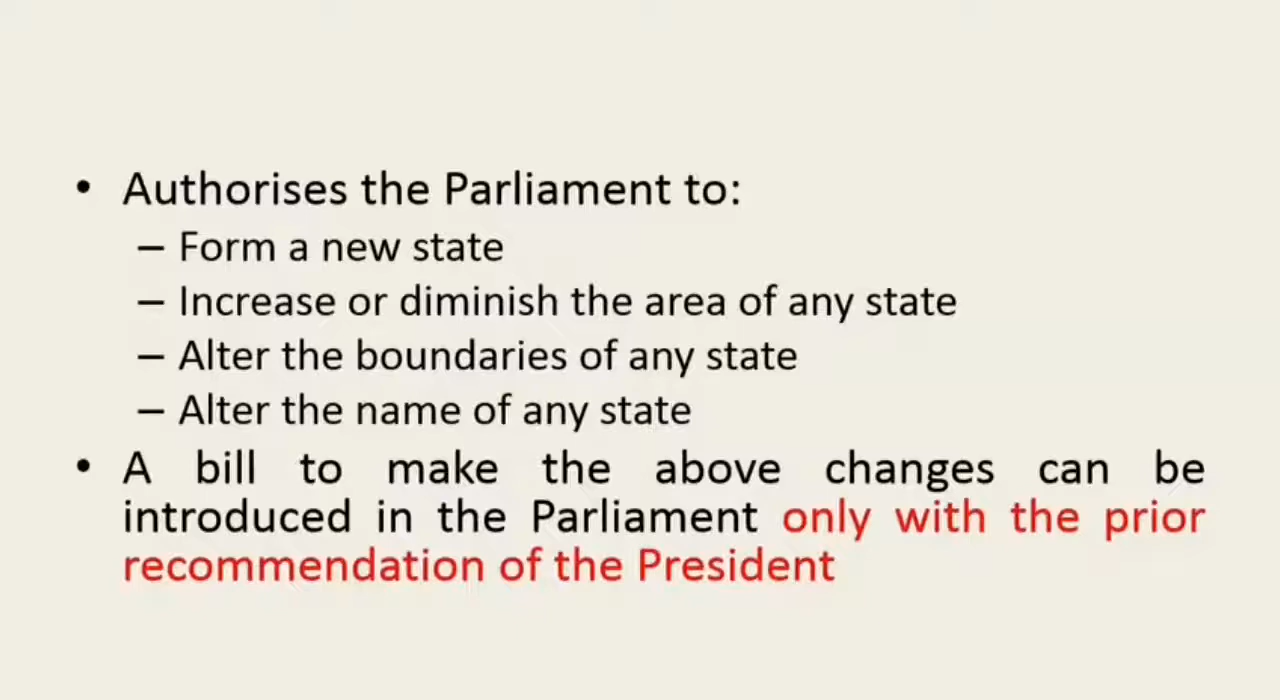 • Authorises the Parliament to:
– Form a new state
– Increase or diminish the area of any state
– Alter the boundaries of any state
– Alter the name of any state
• A bill to make the above changes can be
introduced in the Parliament only with the prior
recommendation of the President